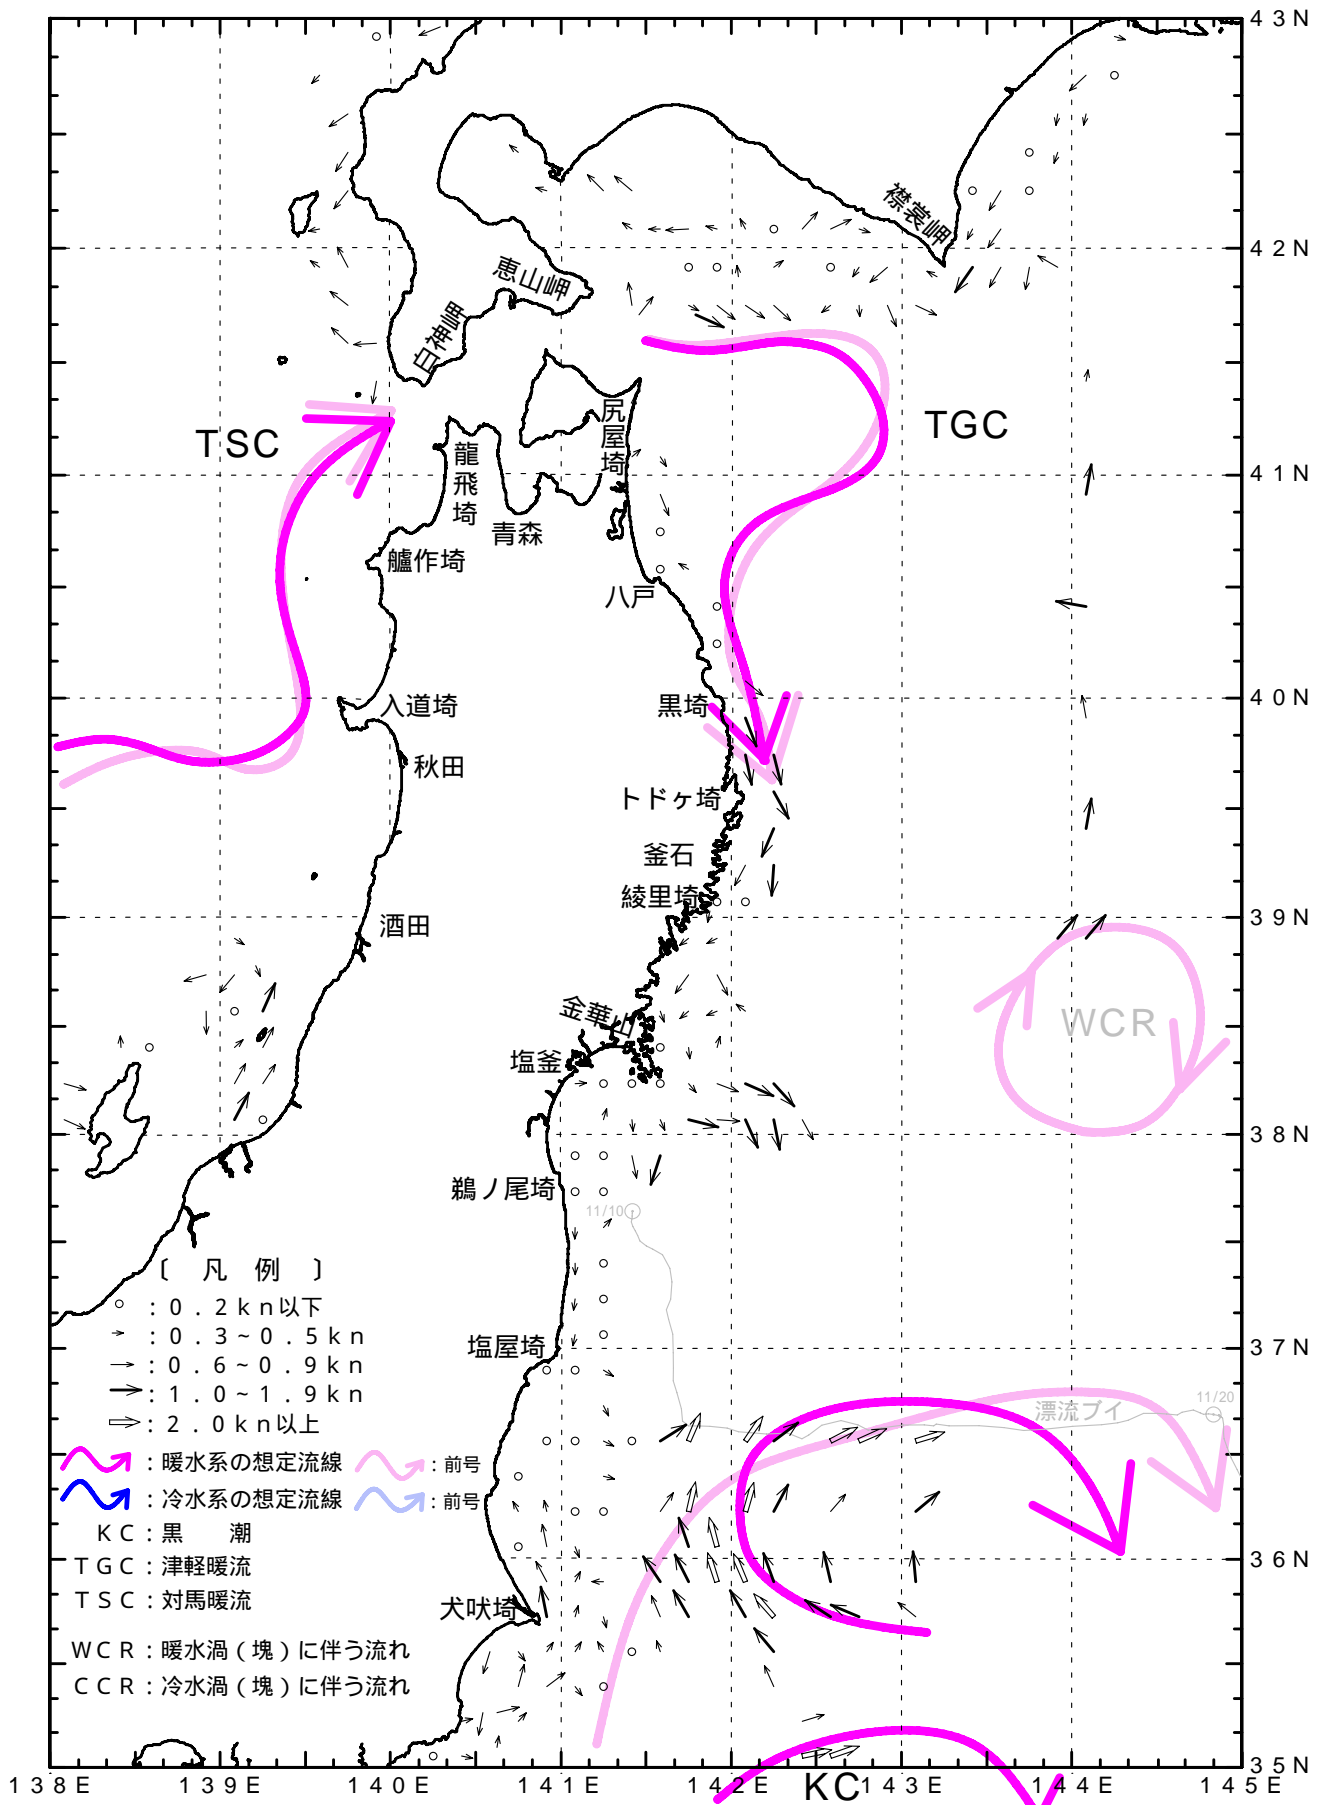 43N
襟裳岬
42N
恵山岬
白神岬
TSC
TGC
尻屋埼
41N
龍飛埼
青森
艫作埼
八戸
40N
入道埼
黒埼
秋田
トドヶ埼
釜石
綾里埼
39N
酒田
金華山
WCR
塩釜
38N
鵜ノ尾埼
11/10
〔 凡 例 〕
:0.2kn以下
:0.3~0.5kn
:0.6~0.9kn
:1.0~1.9kn
:2.0kn以上
塩屋埼
37N
11/20
漂流ブイ
:暖水系の想定流線
:前号
:冷水系の想定流線
:前号
KC:黒 潮
TGC:津軽暖流
36N
TSC:対馬暖流
犬吠埼
WCR:暖水渦(塊)に伴う流れ
CCR:冷水渦(塊)に伴う流れ
35N
KC
138E 139E 140E 141E 142E 143E 144E 145E